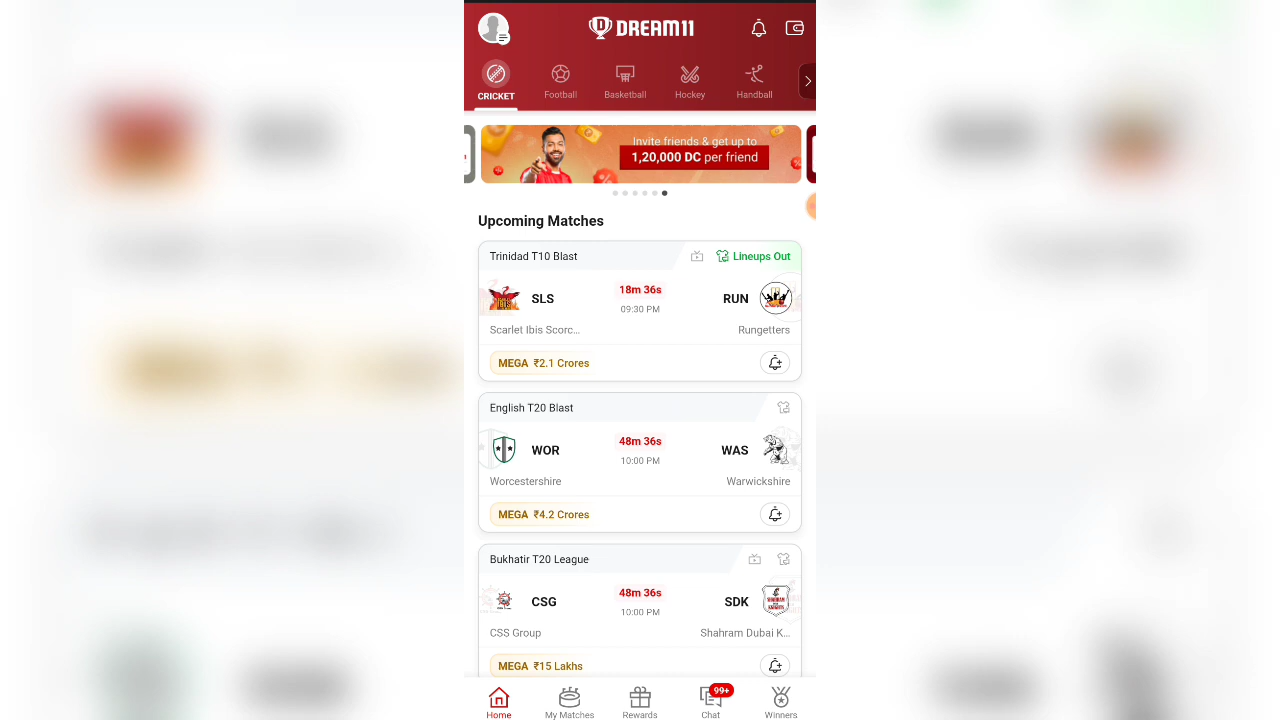 DREAM11
CRICKET
Football
Basketball
Hockey
Handball
Invite friends & get up to
1,20,000 DC per friend
Upcoming Matches
Trinidad T10 Blast
Lineups Out
SLS
18m 36s
RUN
09:30 PM
Scarlet Ibis Scorc...
Rungetters
MEGA ₹2.1 Crores
English T20 Blast
WOR
48m 36s
WAS
10:00 PM
Worcestershire
Warwickshire
MEGA ₹4.2 Crores
Bukhatir T20 League
CSG
48m 36s
SDK
10:00 PM
CSS Group
Shahram Dubai K...
MEGA ₹15 Lakhs
99+
Home
My Matches
Rewards
Chat
Winners